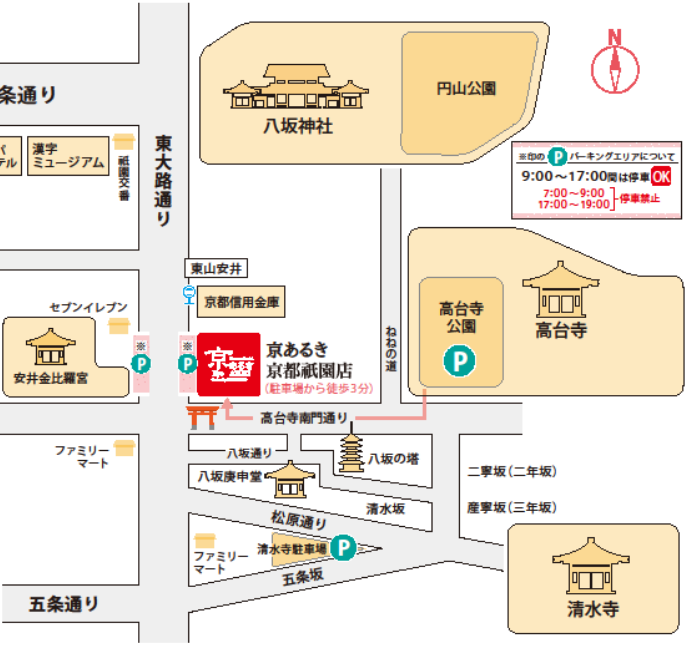 N
八坂神社
円山公園
※印の P パーキングエリアについて
9:00～17:00間は停車OK
7:00～9:00
17:00～19:00
停車禁止
条通り
テル
漢字
ミュージアム
祇園交番
東大路通り
東山安井
京都信用金庫
セブンイレブン
安井金比羅宮
※
P
※
P
京あるき
京都祇園店
(駐車場から徒歩3分)
ねねの道
高台寺
公園
P
高台寺
高台寺南門通り
ファミリー
マート
八坂通り
八坂庚申堂
八坂の塔
二寧坂(二年坂)
産寧坂(三年坂)
清水坂
松原通り
ファミリー
マート
清水寺駐車場
P
五条坂
五条通り
清水寺